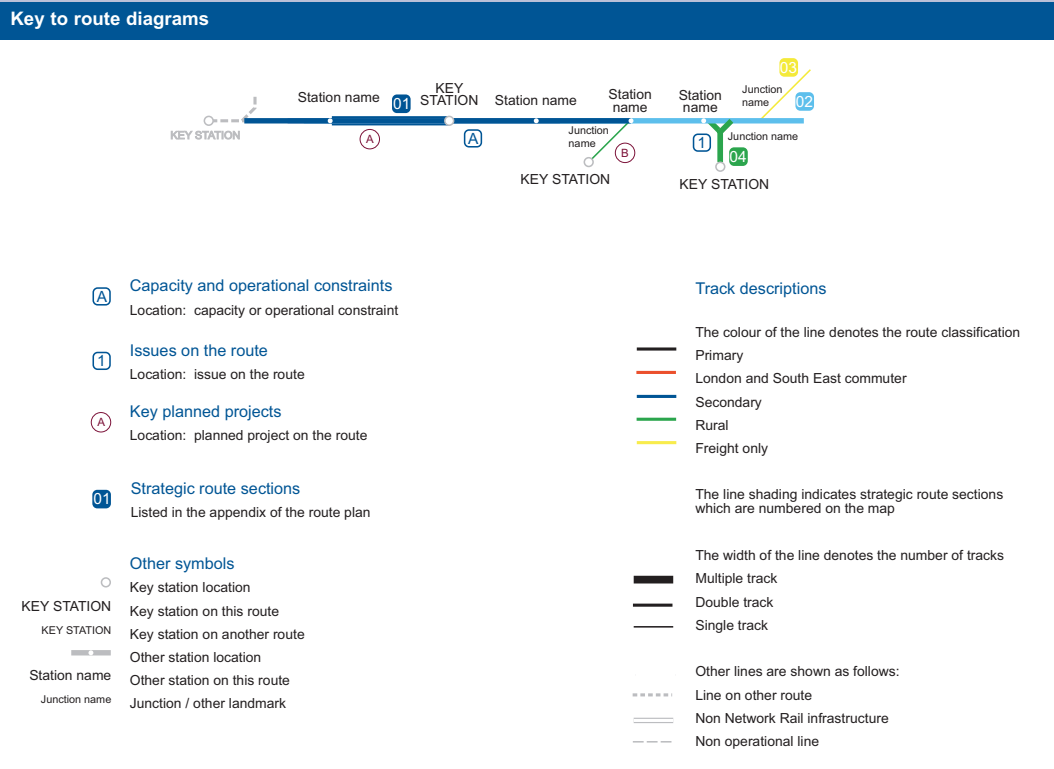 Key to route diagrams
03
KEY
STATION
Station name
01
Station name
Station
name
Station
name
Junction
name
02
KEY STATION
A
A
Junction
name
B
1
Junction name
04
KEY STATION
KEY STATION
A
Capacity and operational constraints
Location: capacity or operational constraint
1
Issues on the route
Location: issue on the route
A
Key planned projects
Location: planned project on the route
01
Strategic route sections
Listed in the appendix of the route plan
Other symbols
Key station location
KEY STATION Key station on this route
KEY STATION Key station on another route
Other station location
Station name Other station on this route
Junction name Junction / other landmark
Track descriptions
The colour of the line denotes the route classification
Primary
London and South East commuter
Secondary
Rural
Freight only
The line shading indicates strategic route sections
which are numbered on the map
The width of the line denotes the number of tracks
Multiple track
Double track
Single track
Other lines are shown as follows:
Line on other route
Non Network Rail infrastructure
Non operational line